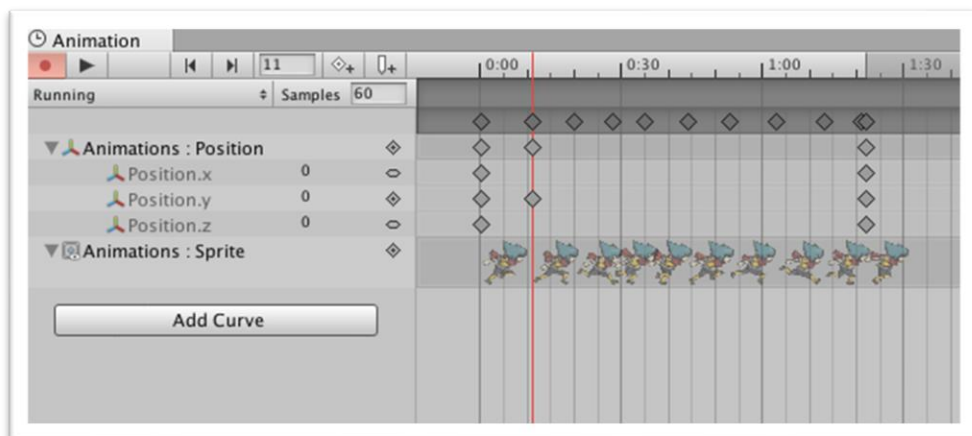 Animation
11 0:00 0:30 1:00 1:30
Running Samples 60
Animations : Position
Position.x 0
Position.y 0
Position.z 0
Animations : Sprite
Add Curve